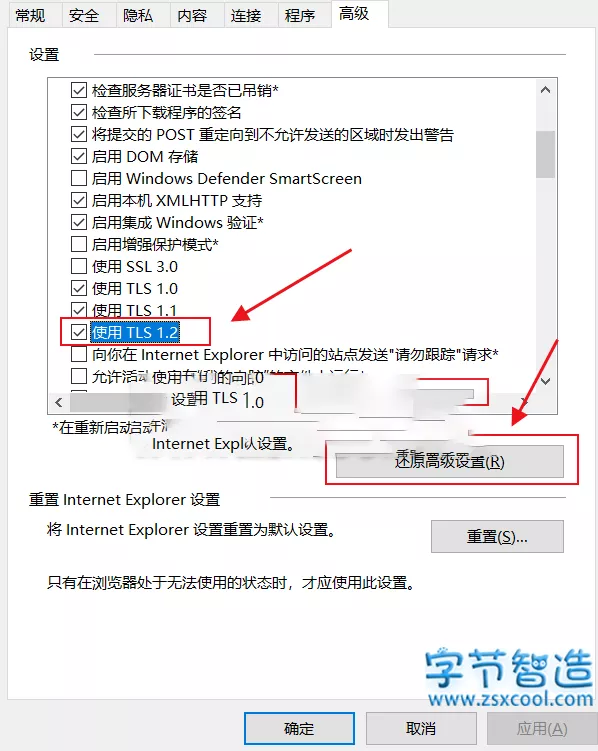 常规 安全 隐私 内容 连接 程序 高级
设置
检查服务器证书是否已吊销*
检查所下载程序的签名
将提交的 POST 重定向到不允许发送的区域时发出警告
启用 DOM 存储
启用 Windows Defender SmartScreen
启用本机 XMLHTTP 支持
启用集成 Windows 验证*
启用增强保护模式*
使用 SSL 3.0
使用 TLS 1.0
使用 TLS 1.1
使用 TLS 1.2
向你在 Internet Explorer 中访问的站点发送"请勿跟踪"请求*
允许活动
用 TLS 1.0
*在重新启动
Internet Exp
认设置。
还原高级设置(R)
重置 Internet Explorer 设置
将 Internet Explorer 设置重置为默认设置。
重置(S)...
只有在浏览器处于无法使用的状态时，才应使用此设置。
字节智造
www.zsxcool.com
确定 取消 应用(A)